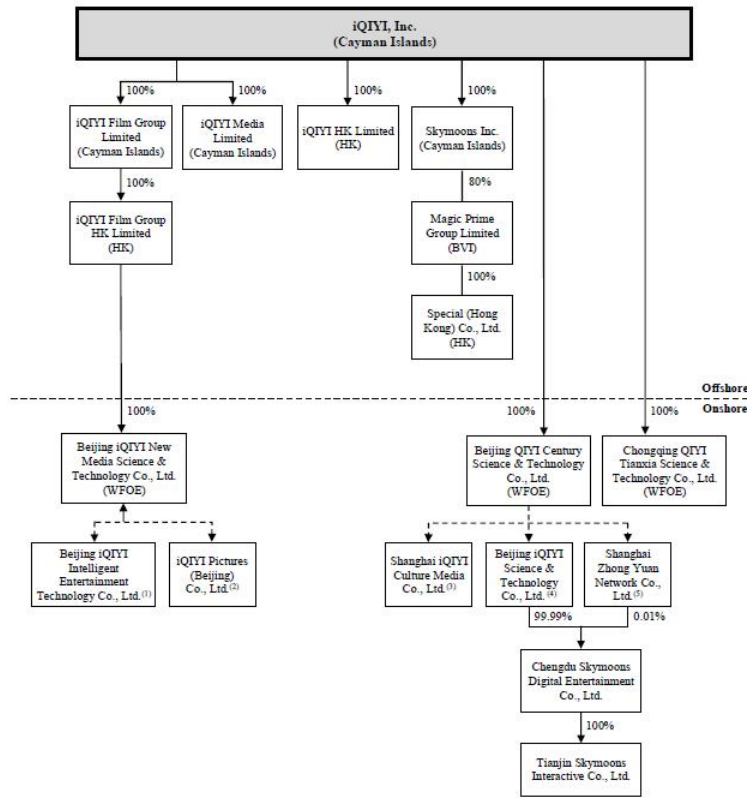 iQIYI, Inc.
(Cayman Islands)
100%
100%
100%
100%
iQIYI Film Group
Limited
(Cayman Islands)
iQIYI Media
Limited
(Cayman Islands)
iQIYI HK Limited
(HK)
Skymoons Inc.
(Cayman Islands)
100%
80%
iQIYI Film Group
HK Limited
(HK)
Magic Prime
Group Limited
(BVI)
100%
Special (Hong
Kong) Co., Ltd.
(HK)
Offshore
Onshore
100%
100%
100%
Beijing iQIYI New
Media Science &
Technology Co., Ltd.
(WFOE)
Beijing QIYI Century
Science & Technology
Co., Ltd.
(WFOE)
Chongqing QIYI
Tianxia Science &
Technology Co., Ltd.
(WFOE)
Beijing iQIYI
Intelligent
Entertainment
Technology Co., Ltd.(1)
iQIYI Pictures
(Beijing)
Co., Ltd.(2)
Shanghai iQIYI
Culture Media
Co., Ltd.(3)
Beijing iQIYI
Science &
Technology
Co., Ltd.(4)
Shanghai
Zhong Yuan
Network Co.,
Ltd.(5)
99.99%
0.01%
Chengdu Skymoons
Digital Entertainment
Co., Ltd.
100%
Tianjin Skymoons
Interactive Co., Ltd.